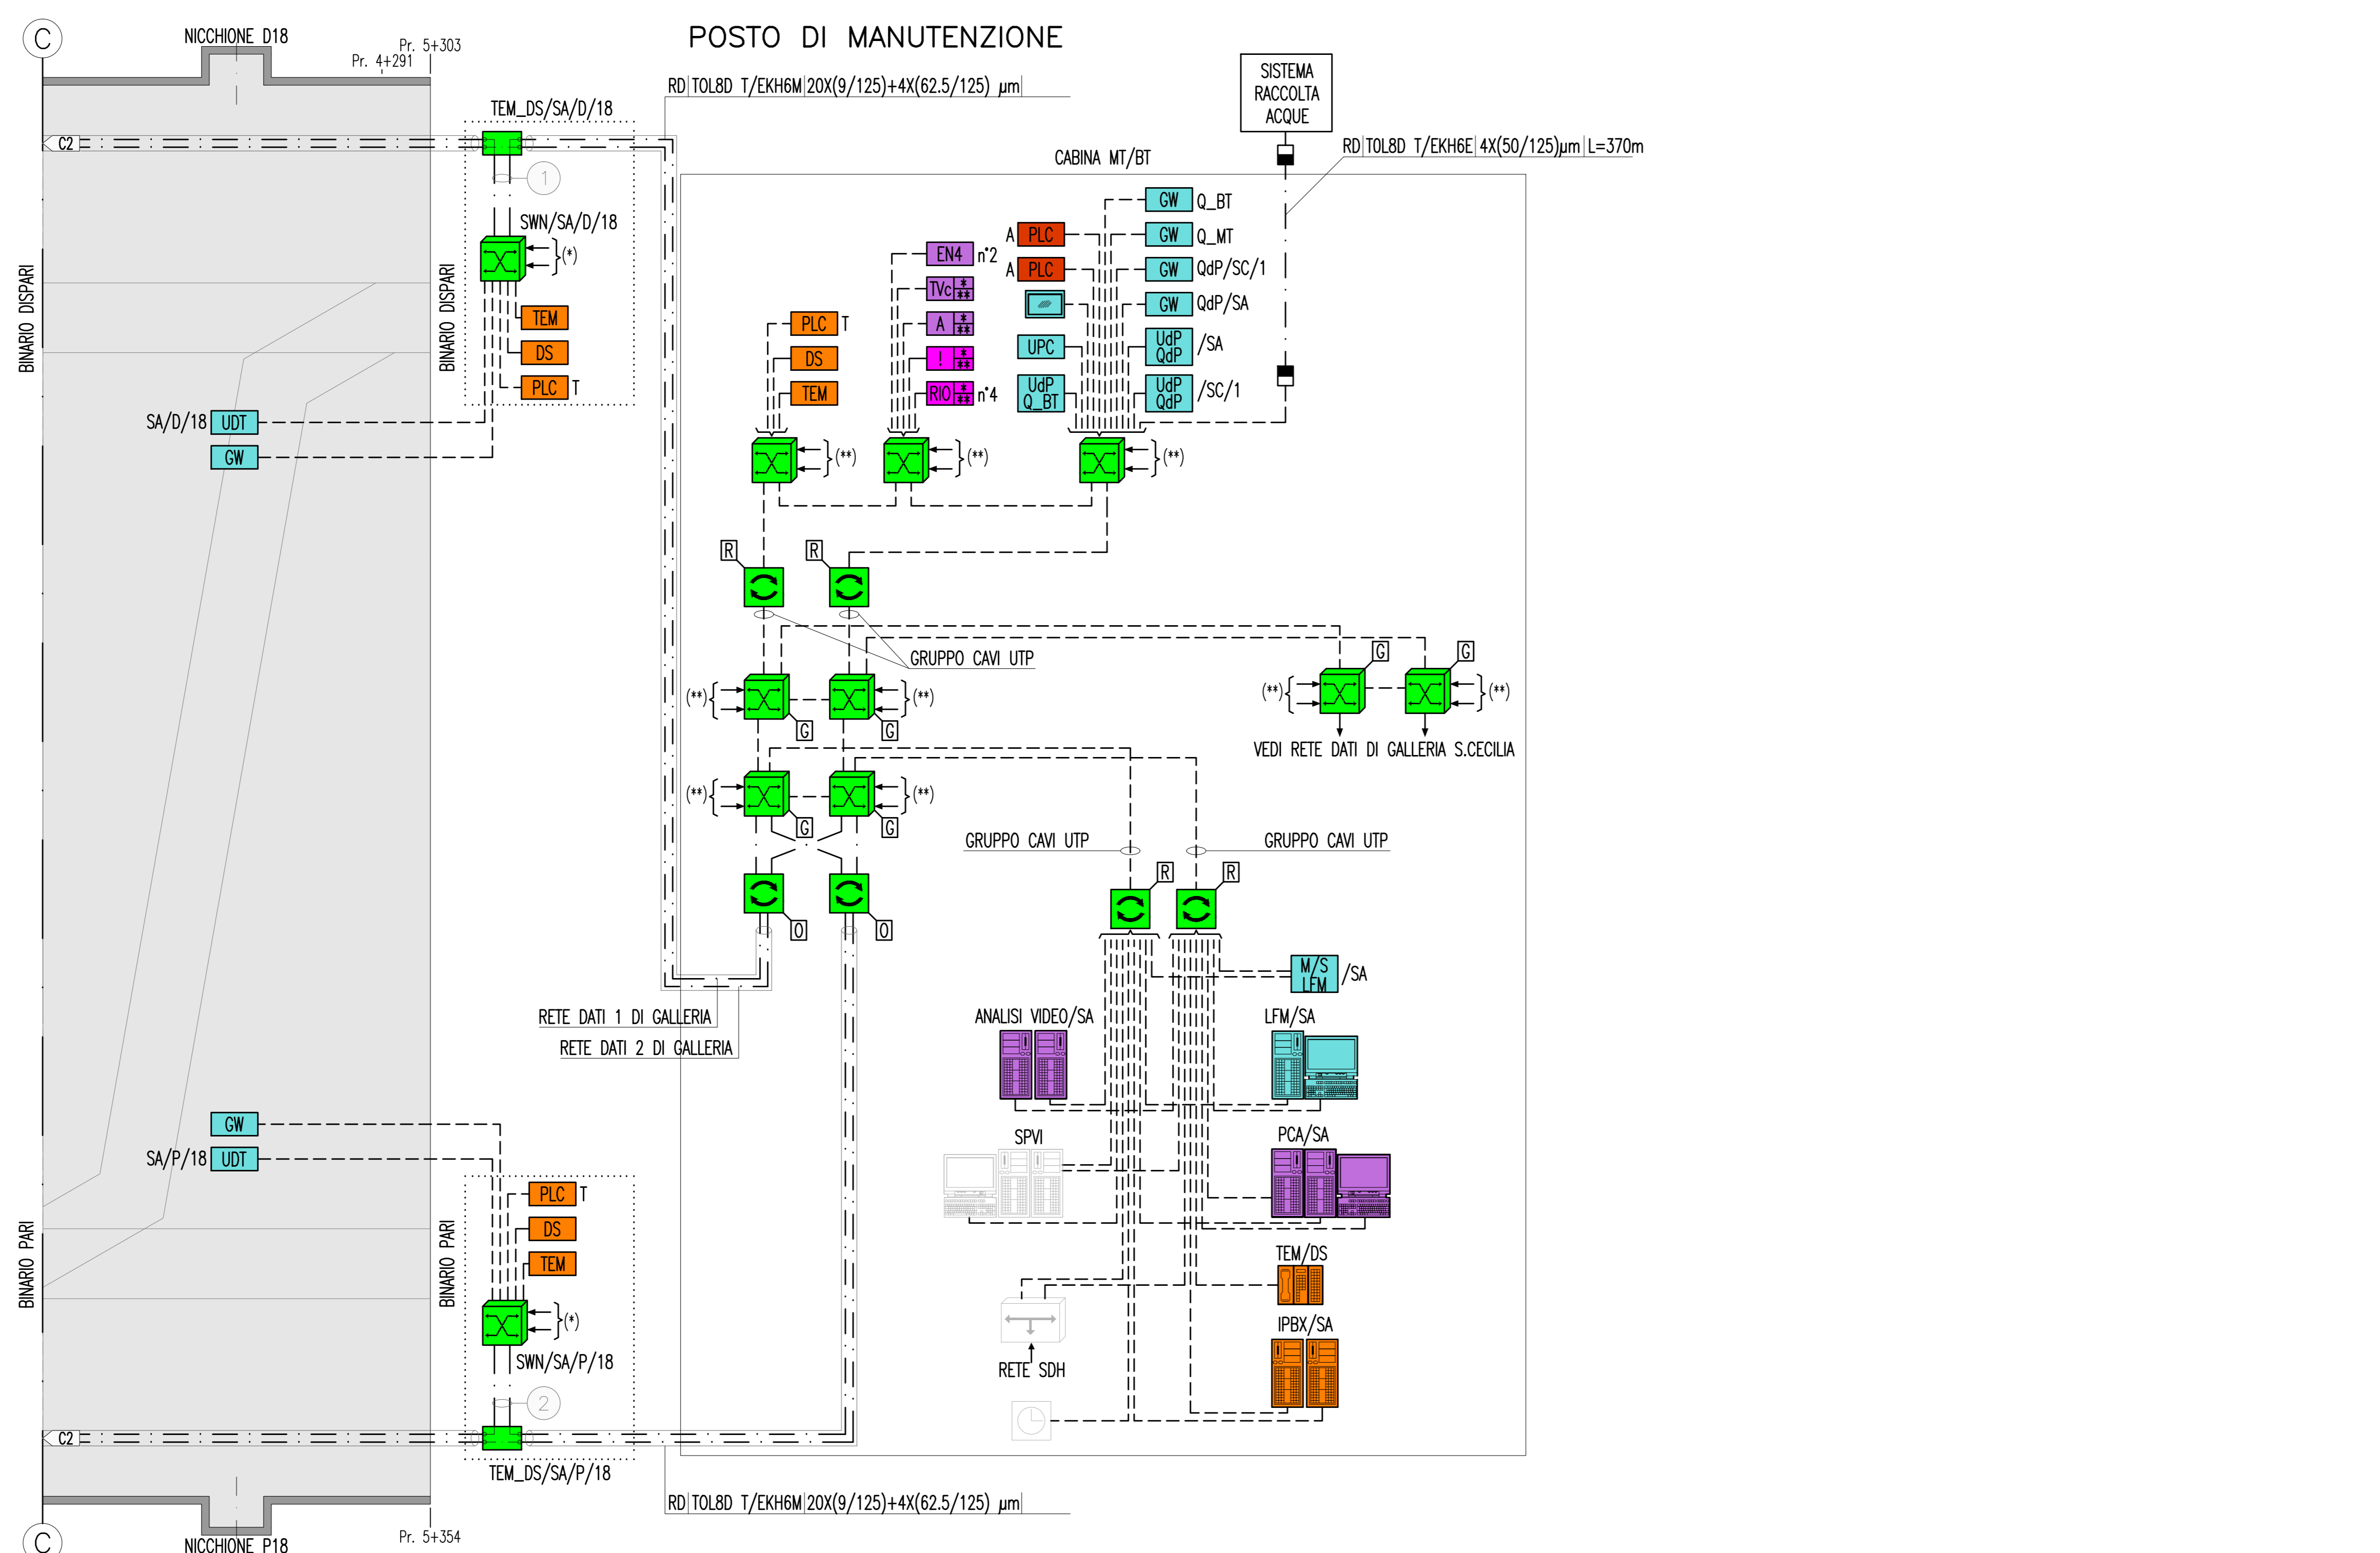 POSTO DI MANUTENZIONE
C
NICCHIONE D18
Pr. 5+303
Pr. 4+291
RD TOL8D T/EKH6M 20X(9/125)+4X(62.5/125) µm
SISTEMA
RACCOLTA
ACQUE
TEM_DS/SA/D/18
C2
1
CABINA MT/BT
RD TOL8D T/EKH6E 4X(50/125)µm L=370m
SWN/SA/D/18
(*)
BINARIO DISPARI
BINARIO DISPARI
TEM
DS
PLC T
SA/D/18 UDT
GW
PLC T
DS
TEM
EN4 n°2
TVc * **
A * **
! * **
RIO * ** n°4
A PLC
A PLC
UPC
UdP
Q_BT
GW Q_BT
GW Q_MT
GW QdP/SC/1
GW QdP/SA
UdP
QdP /SA
UdP
QdP /SC/1
(**)
(**)
(**)
R
R
GRUPPO CAVI UTP
(**)
(**)
G
G
G
G
(**)
(**)
VEDI RETE DATI DI GALLERIA S.CECILIA
(**)
(**)
G
G
GRUPPO CAVI UTP
GRUPPO CAVI UTP
R
R
O
O
M/S
LFM /SA
RETE DATI 1 DI GALLERIA
RETE DATI 2 DI GALLERIA
ANALISI VIDEO/SA
LFM/SA
GW
SA/P/18 UDT
SPVI
PCA/SA
BINARIO PARI
BINARIO PARI
PLC T
DS
TEM
(*)
SWN/SA/P/18
TEM/DS
IPBX/SA
RETE SDH
2
C2
TEM_DS/SA/P/18
RD TOL8D T/EKH6M 20X(9/125)+4X(62.5/125) µm
Pr. 5+354
C
NICCHIONE P18